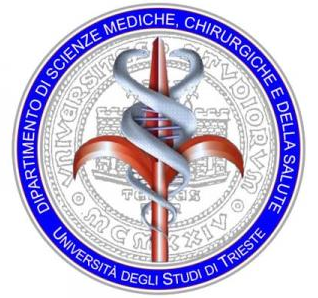 DIPARTIMENTO DI SCIENZE MEDICHE, CHIRURGICHE E DELLA SALUTE
UNIVERSITÀ DEGLI STUDI DI TRIESTE
MCMXXIV